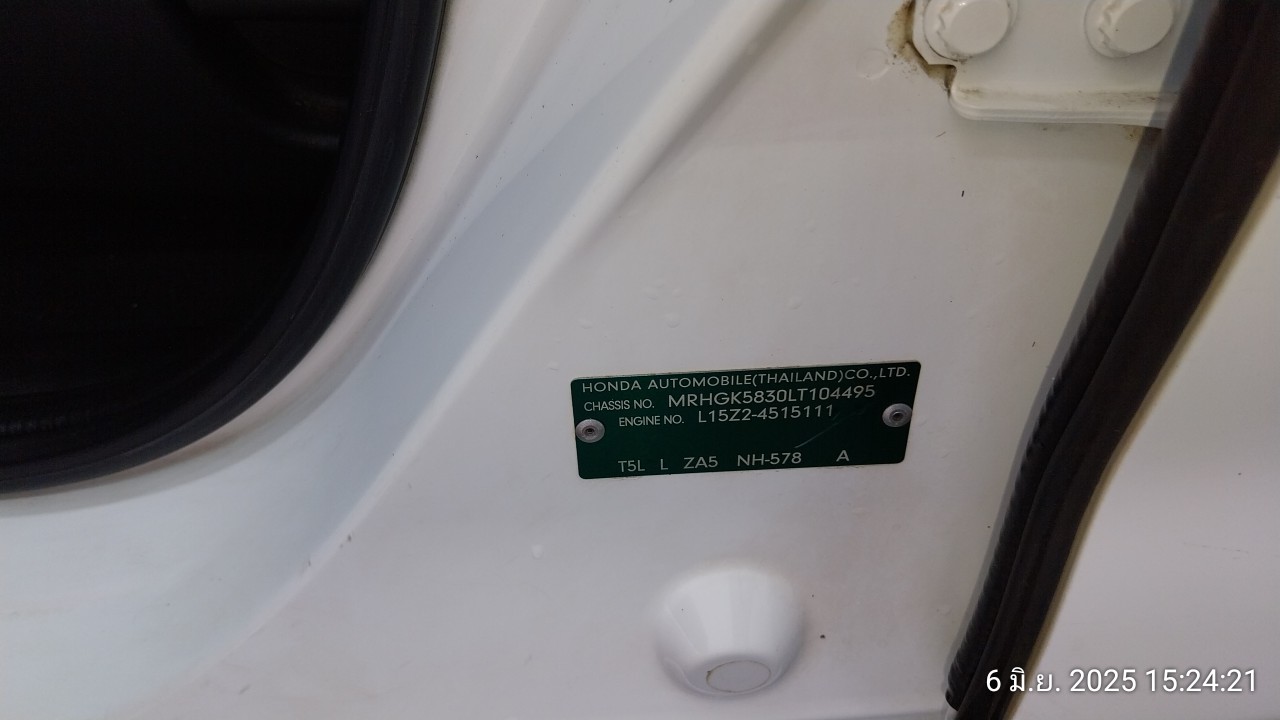 HONDA AUTOMOBILE(THAILAND)CO.,LTD.
CHASSIS NO. MRHGK5830LT104495
ENGINE NO. L15Z2-4515111
T5L L ZA5 NH-578 A
6 มิ.ย. 2025 15:24:21